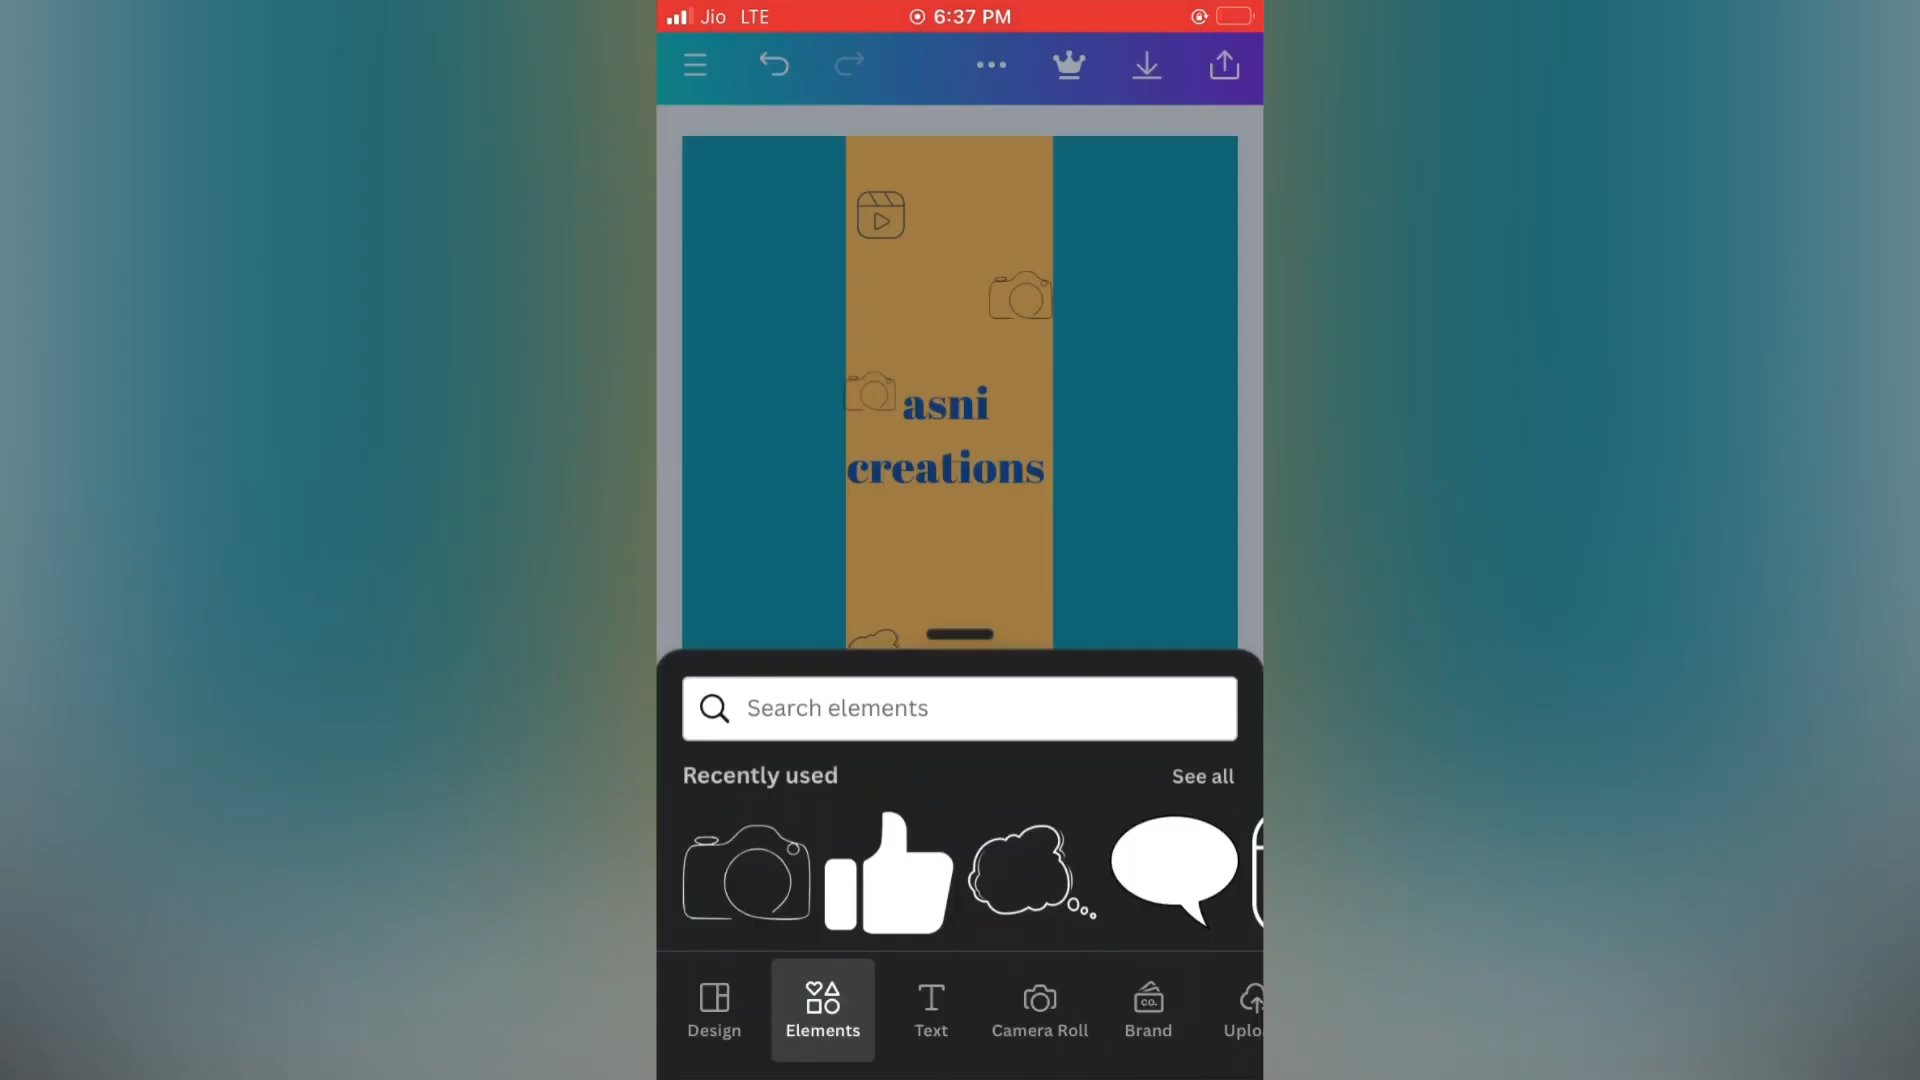 Jio LTE 6:37 PM
asni
creations
Search elements
Recently used See all
co.
Design Elements Text Camera Roll Brand Uplo